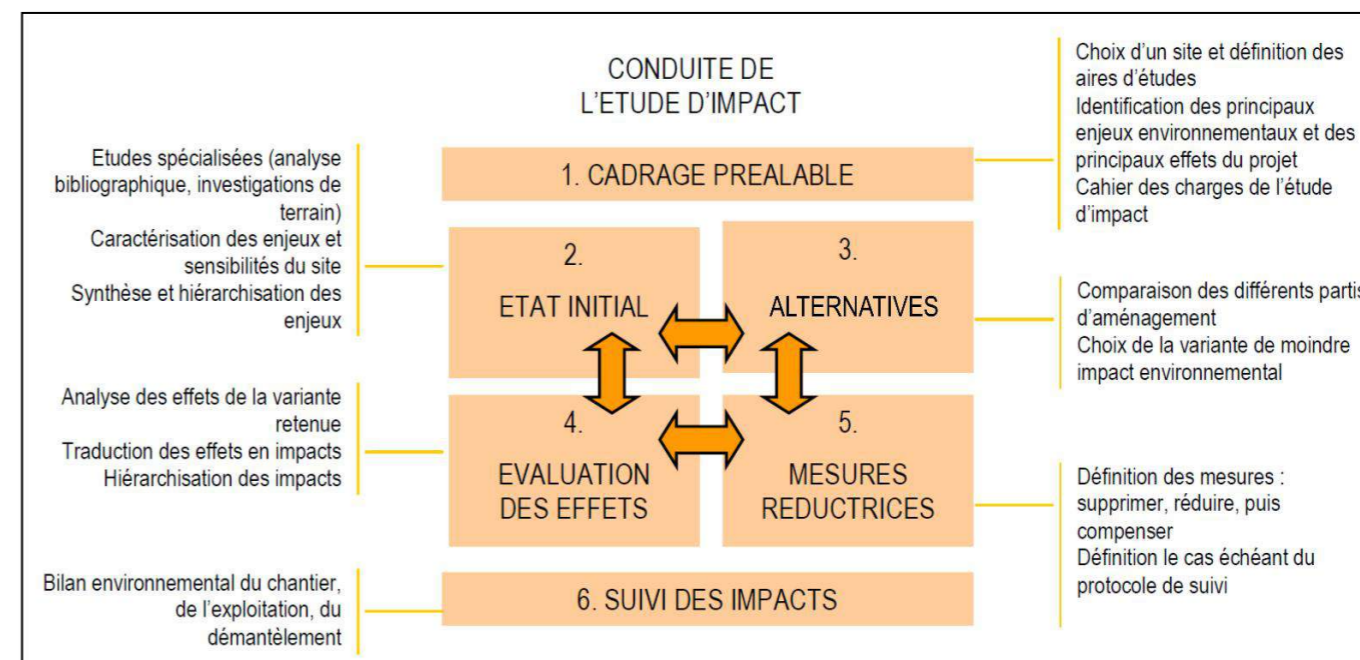 CONDUITE DE
L'ETUDE D'IMPACT
1. CADRAGE PREALABLE
Choix d'un site et définition des
aires d'études
Identification des principaux
enjeux environnementaux et des
principaux effets du projet
Cahier des charges de l'étude
d'impact
Etudes spécialisées (analyse
bibliographique, investigations de
terrain)
Caractérisation des enjeux et
sensibilités du site
Synthèse et hiérarchisation des
enjeux
2.
ETAT INITIAL
3.
ALTERNATIVES
Comparaison des différents partis
d'aménagement
Choix de la variante de moindre
impact environnemental
Analyse des effets de la variante
retenue
Traduction des effets en impacts
Hiérarchisation des impacts
4.
EVALUATION
DES EFFETS
5.
MESURES
REDUCTRICES
Définition des mesures :
supprimer, réduire, puis
compenser
Définition le cas échéant du
protocole de suivi
Bilan environnemental du chantier,
de l'exploitation, du
démantèlement
6. SUIVI DES IMPACTS